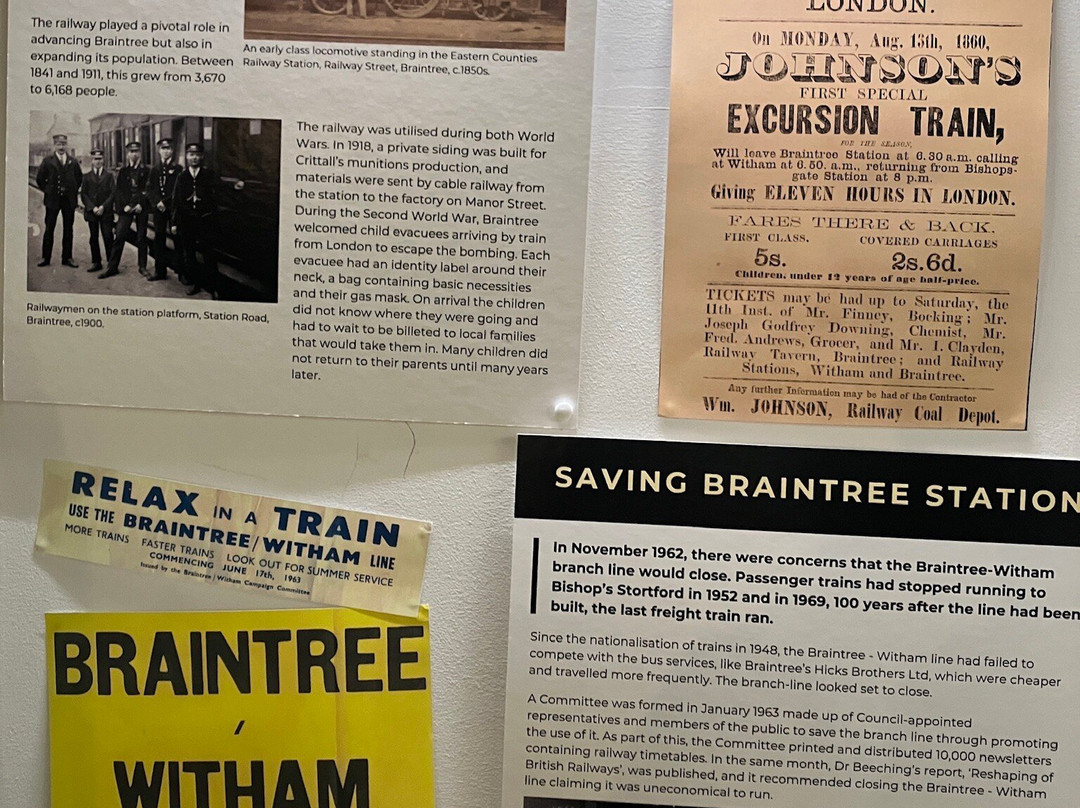 The railway played a pivotal role in
advancing Braintree but also in
expanding its population. Between
1841 and 1911, this grew from 3,670
to 6,168 people.
An early class locomotive standing in the Eastern Counties
Railway Station, Railway Street, Braintree, c.1850s.
Railwaymen on the station platform, Station Road,
Braintree, c1900.
The railway was utilised during both World
Wars. In 1918, a private siding was built for
Crittall's munitions production, and
materials were sent by cable railway from
the station to the factory on Manor Street.
During the Second World War, Braintree
welcomed child evacuees arriving by train
from London to escape the bombing. Each
evacuee had an identity label around their
neck, a bag containing basic necessities
and their gas mask. On arrival the children
did not know where they were going and
had to wait to be billeted to local families
that would take them in. Many children did
not return to their parents until many years
later.
LONDON.
On MONDAY, Aug. 13th, 1860,
JOHNSON'S
FIRST SPECIAL
EXCURSION TRAIN,
FOR THE SEASON,
Will leave Braintree Station at 6.30 a.m. calling
at Witham at 6.50. a.m., returning from Bishops-
gate Station at 8 p.m.
Giving ELEVEN HOURS IN LONDON.
FARES THERE & BACK.
FIRST CLASS. COVERED CARRIAGES
5s. 2s.6d.
Children, under 12 years of age half-price.
TICKETS may be had up to Saturday, the
11th Inst. of Mr. Finney, Bocking; Mr.
Joseph Godfrey Downing, Chemist, Mr.
Fred. Andrews, Grocer, and Mr. I. Clayden,
Railway Tavern, Braintree; and Railway
Stations, Witham and Braintree.
Any further Information may be had of the Contractor
Wm. JOHNSON, Railway Coal Depot.
RELAX IN A TRAIN
USE THE BRAINTREE/WITHAM LINE
MORE TRAINS FASTER TRAINS LOOK OUT FOR SUMMER SERVICE
COMMENCING JUNE 17th, 1963
Issued by the Braintree/Witham Campaign Committee
BRAINTREE
/
WITHAM
SAVING BRAINTREE STATION
In November 1962, there were concerns that the Braintree-Witham
branch line would close. Passenger trains had stopped running to
Bishop's Stortford in 1952 and in 1969, 100 years after the line had been
built, the last freight train ran.
Since the nationalisation of trains in 1948, the Braintree - Witham line had failed to
compete with the bus services, like Braintree's Hicks Brothers Ltd, which were cheaper
and travelled more frequently. The branch-line looked set to close.
A Committee was formed in January 1963 made up of Council-appointed
representatives and members of the public to save the branch line through promoting
the use of it. As part of this, the Committee printed and distributed 10,000 newsletters
containing railway timetables. In the same month, Dr Beeching's report, 'Reshaping of
British Railways', was published, and it recommended closing the Braintree - Witham
line claiming it was uneconomical to run.